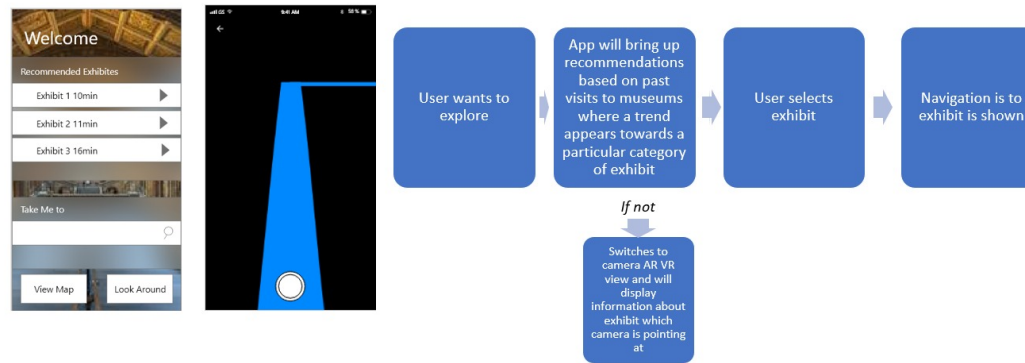 Welcome
Recommended Exhibites
Exhibit 1 10min
Exhibit 2 11min
Exhibit 3 16min
Take Me to
View Map
Look Around
9:41 AM
58%
User wants to
explore
App will bring up
recommendations
based on past
visits to museums
where a trend
appears towards a
particular category
of exhibit
User selects
exhibit
Navigation is to
exhibit is shown
If not
Switches to
camera AR VR
view and will
display
information about
exhibit which
camera is pointing
at